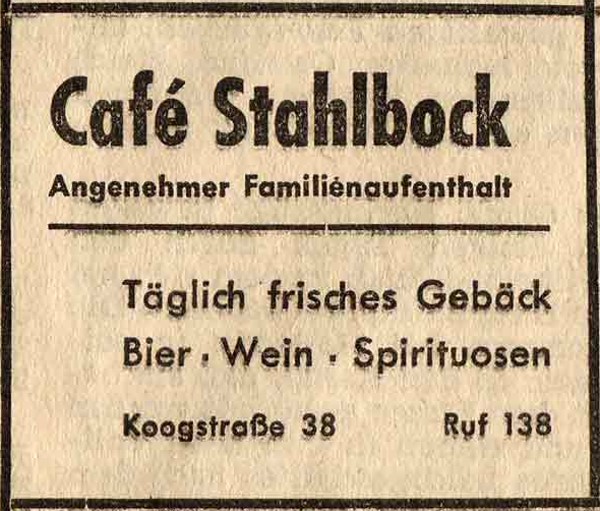 Café Stahlbock
Angenehmer Familienaufenthalt
Täglich frisches Gebäck
Bier · Wein · Spirituosen
Koogstraße 38 Ruf 138